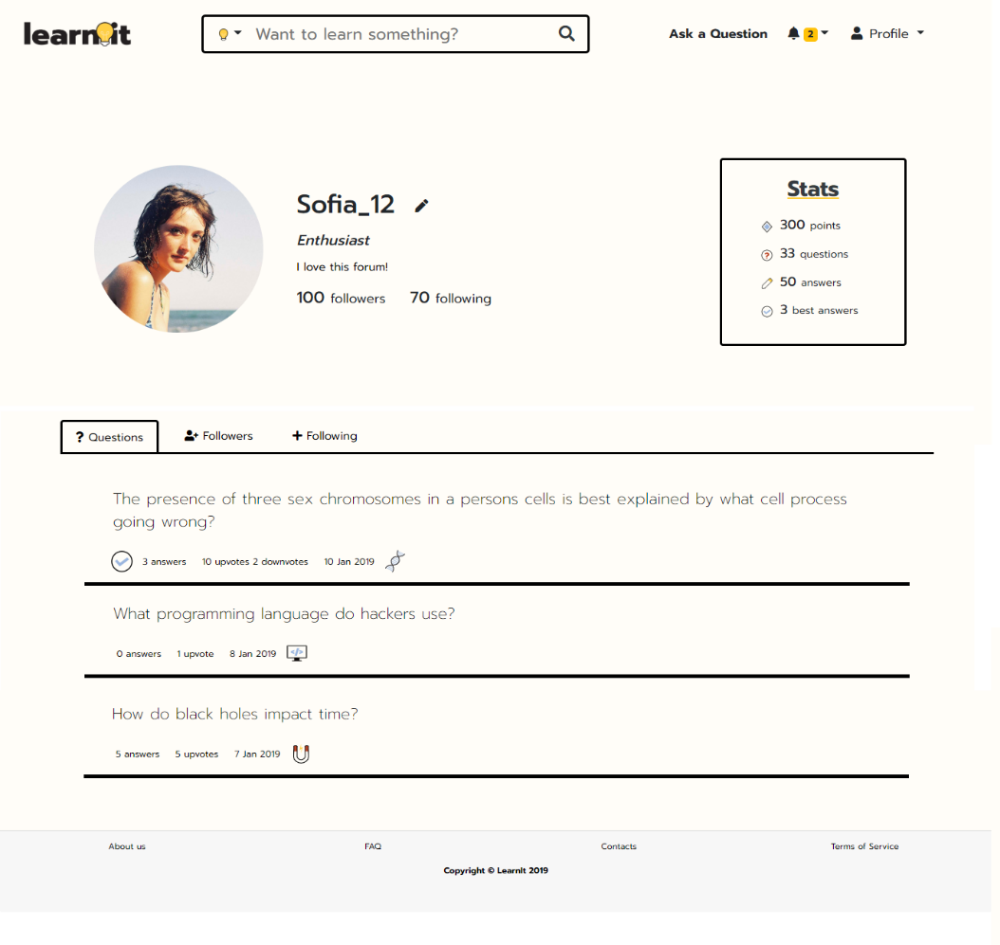 learnit
Want to learn something?
Ask a Question
2
Profile
Sofia_12
Enthusiast
I love this forum!
100 followers 70 following
Stats
300 points
33 questions
50 answers
3 best answers
? Questions
Followers
Following
The presence of three sex chromosomes in a persons cells is best explained by what cell process
going wrong?
3 answers 10 upvotes 2 downvotes 10 Jan 2019
What programming language do hackers use?
0 answers 1 upvote 8 Jan 2019
How do black holes impact time?
5 answers 5 upvotes 7 Jan 2019
About us FAQ Contacts Terms of Service
Copyright © LearnIt 2019